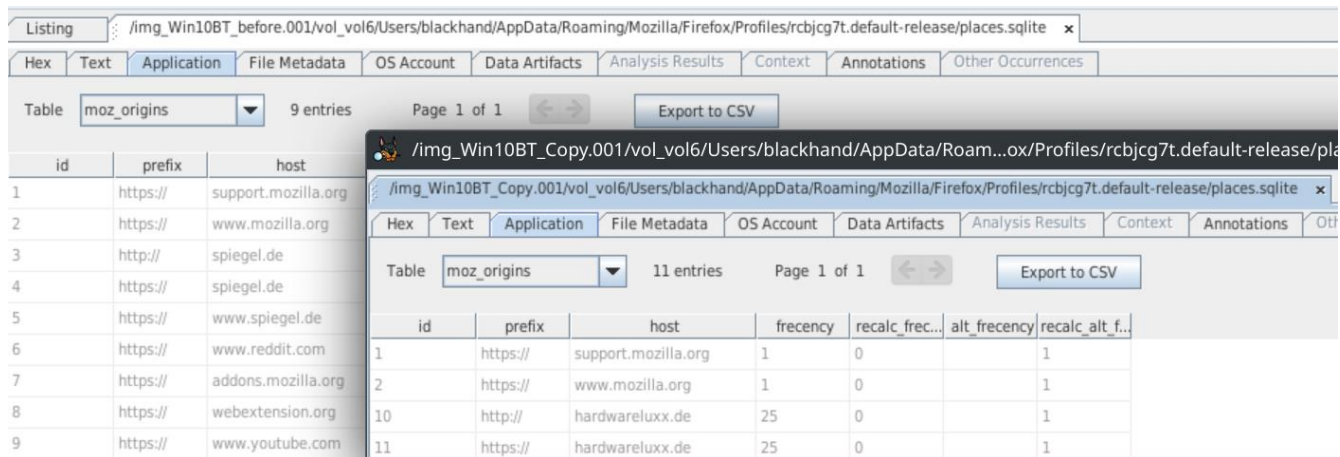 Listing /img_Win10BT_before.001/vol_vol6/Users/blackhand/AppData/Roaming/Mozilla/Firefox/Profiles/rcbjcg7t.default-release/places.sqlite x
Hex Text Application File Metadata OS Account Data Artifacts Analysis Results Context Annotations Other Occurrences
Table moz_origins 9 entries Page 1 of 1 Export to CSV
id prefix host
1 https:// support.mozilla.org
2 https:// www.mozilla.org
3 http:// spiegel.de
4 https:// spiegel.de
5 https:// www.spiegel.de
6 https:// www.reddit.com
7 https:// addons.mozilla.org
8 https:// webextension.org
9 https:// www.youtube.com
/img_Win10BT_Copy.001/vol_vol6/Users/blackhand/AppData/Roam...ox/Profiles/rcbjcg7t.default-release/pla
/img_Win10BT_Copy.001/vol_vol6/Users/blackhand/AppData/Roaming/Mozilla/Firefox/Profiles/rcbjcg7t.default-release/places.sqlite x
Hex Text Application File Metadata OS Account Data Artifacts Analysis Results Context Annotations Oth
Table moz_origins 11 entries Page 1 of 1 Export to CSV
id prefix host frecency recalc_frec... alt_frecency recalc_alt_f...
1 https:// support.mozilla.org 1 0 1
2 https:// www.mozilla.org 1 0 1
10 http:// hardwareluxx.de 25 0 1
11 https:// hardwareluxx.de 25 0 1